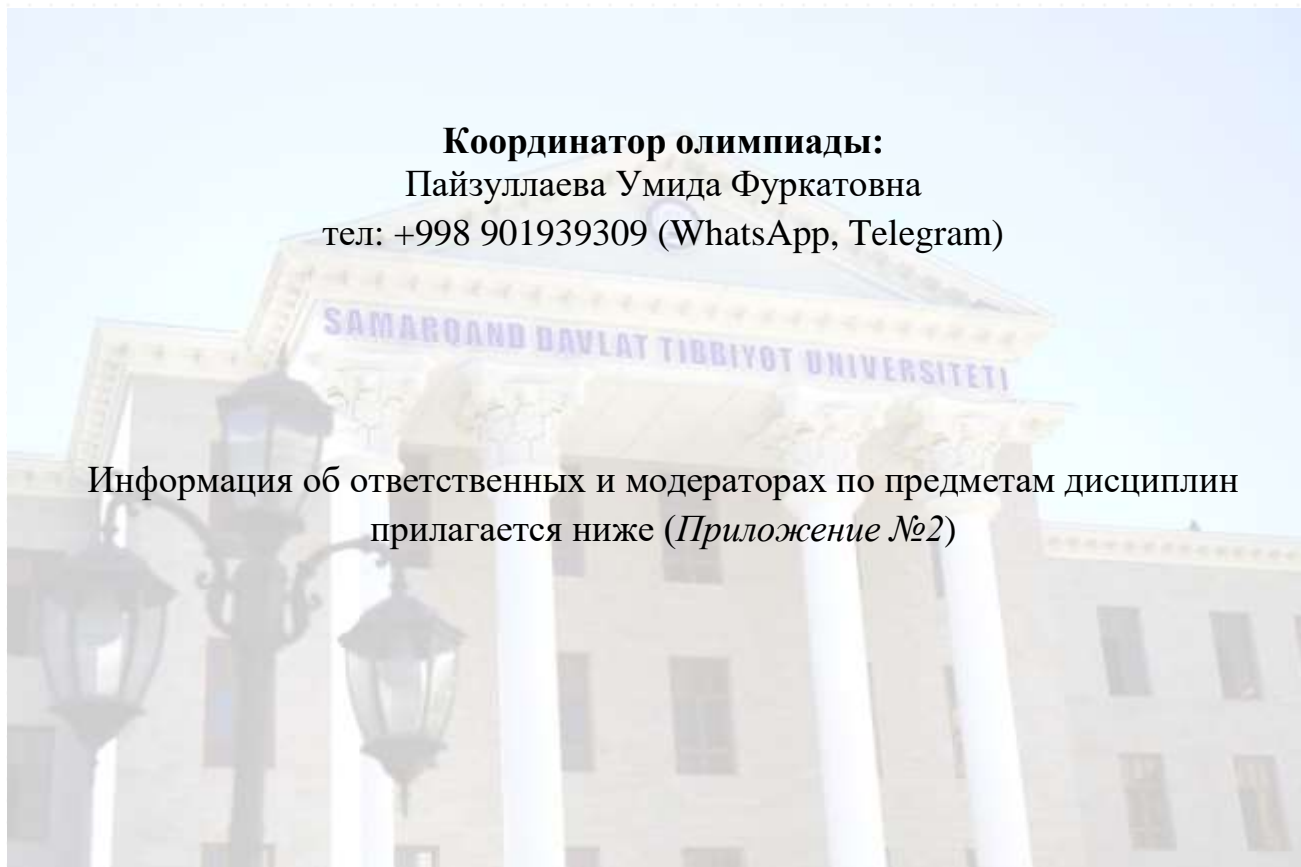 Координатор олимпиады:
Пайзуллаева Умида Фуркатовна
тел: +998 901939309 (WhatsApp, Telegram)
SAMARQAND DAVLAT TIBBIYOT UNIVERSITETI
Информация об ответственных и модераторах по предметам дисциплин
прилагается ниже (Приложение №2)